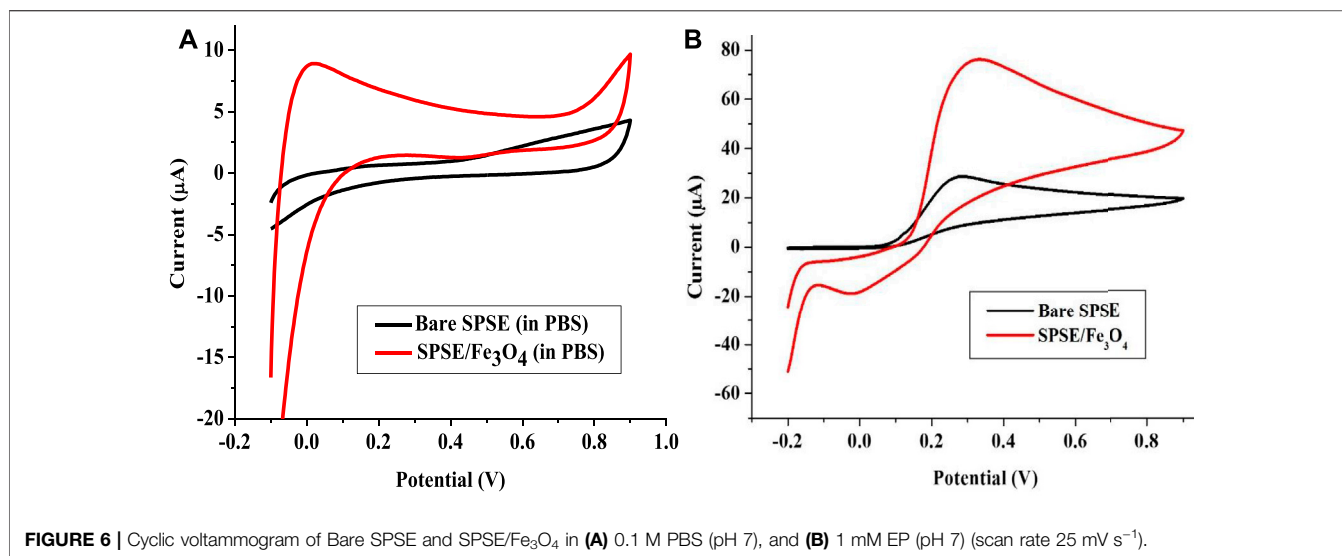 A
10
5
0
-5
-10
-15
-20
Current (µA)
-0.2 0.0 0.2 0.4 0.6 0.8 1.0
Potential (V)
Bare SPSE (in PBS)
SPSE/Fe3O4 (in PBS)
B
80
60
40
20
0
-20
-40
-60
Current (µA)
-0.2 0.0 0.2 0.4 0.6 0.8
Potential (V)
Bare SPSE
SPSE/Fe3O4
FIGURE 6 | Cyclic voltammogram of Bare SPSE and SPSE/Fe3O4 in (A) 0.1 M PBS (pH 7), and (B) 1 mM EP (pH 7) (scan rate 25 mV s−1).